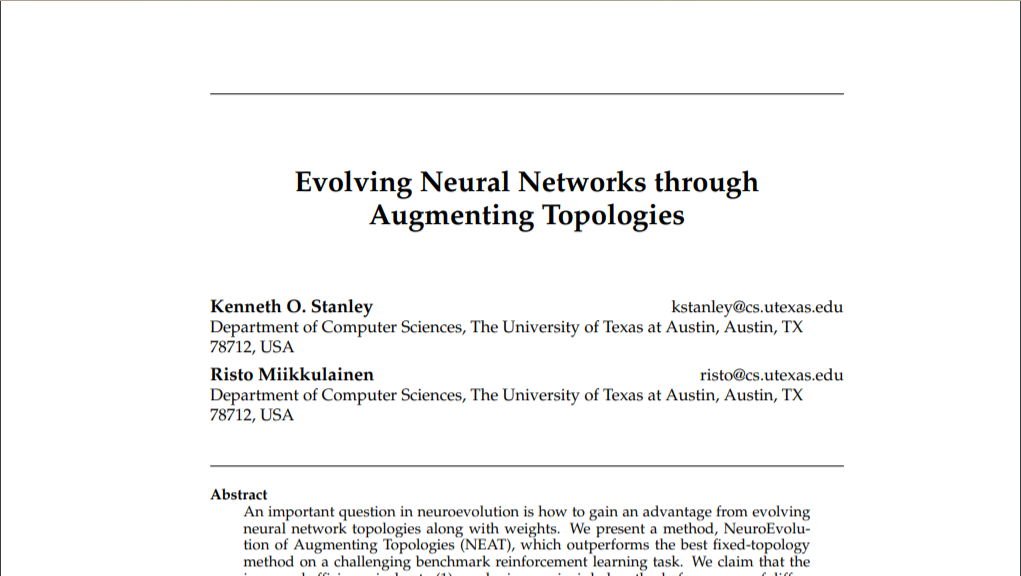 Evolving Neural Networks through
Augmenting Topologies
Kenneth O. Stanley kstanley@cs.utexas.edu
Department of Computer Sciences, The University of Texas at Austin, Austin, TX
78712, USA
Risto Miikkulainen risto@cs.utexas.edu
Department of Computer Sciences, The University of Texas at Austin, Austin, TX
78712, USA
Abstract
An important question in neuroevolution is how to gain an advantage from evolving
neural network topologies along with weights. We present a method, NeuroEvolu-
tion of Augmenting Topologies (NEAT), which outperforms the best fixed-topology
method on a challenging benchmark reinforcement learning task. We claim that the